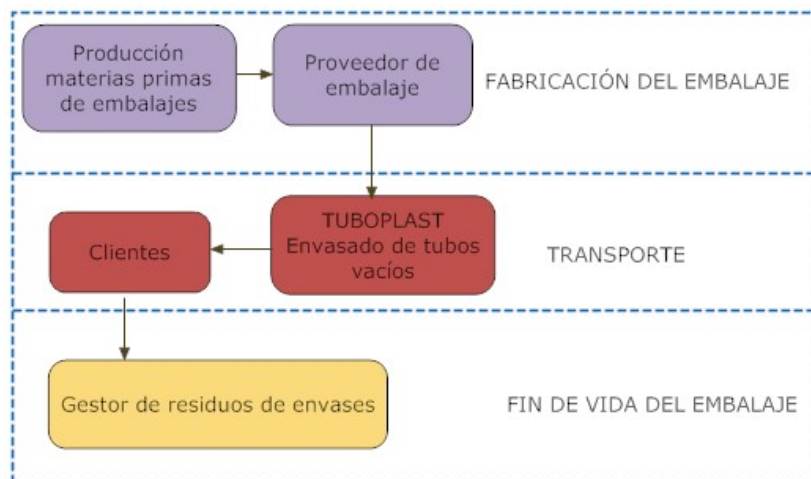 Producción
materias primas
de embalajes
Proveedor de
embalaje
FABRICACIÓN DEL EMBALAJE
TUBOPLAST
Envasado de tubos
vacíos
Clientes
TRANSPORTE
Gestor de residuos de envases
FIN DE VIDA DEL EMBALAJE